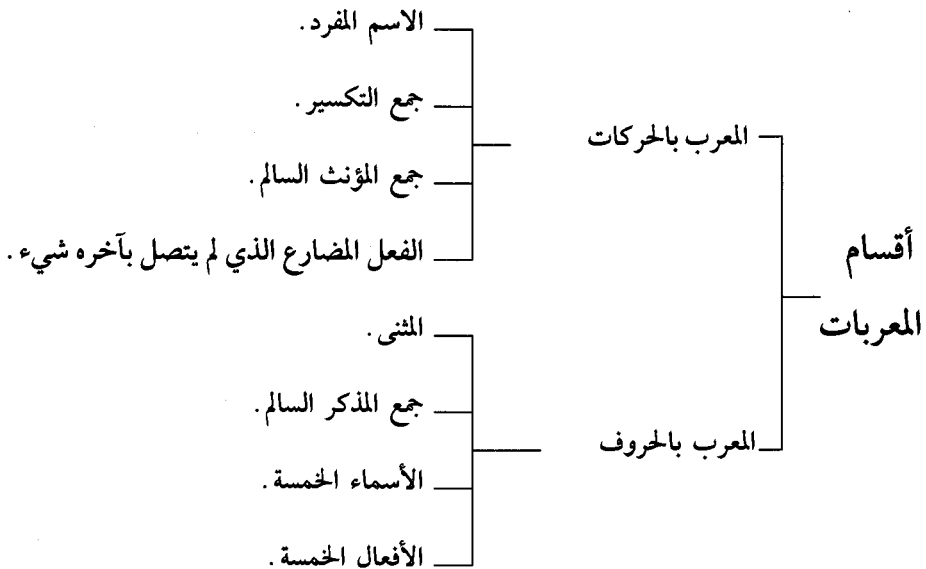 أقسام
المعربات
المعرب بالحركات
الاسم المفرد.
جمع التكسير.
جمع المؤنث السالم.
الفعل المضارع الذي لم يتصل بآخره شيء.
المعرب بالحروف
المثنى.
جمع المذكر السالم.
الأسماء الخمسة.
الأفعال الخمسة.